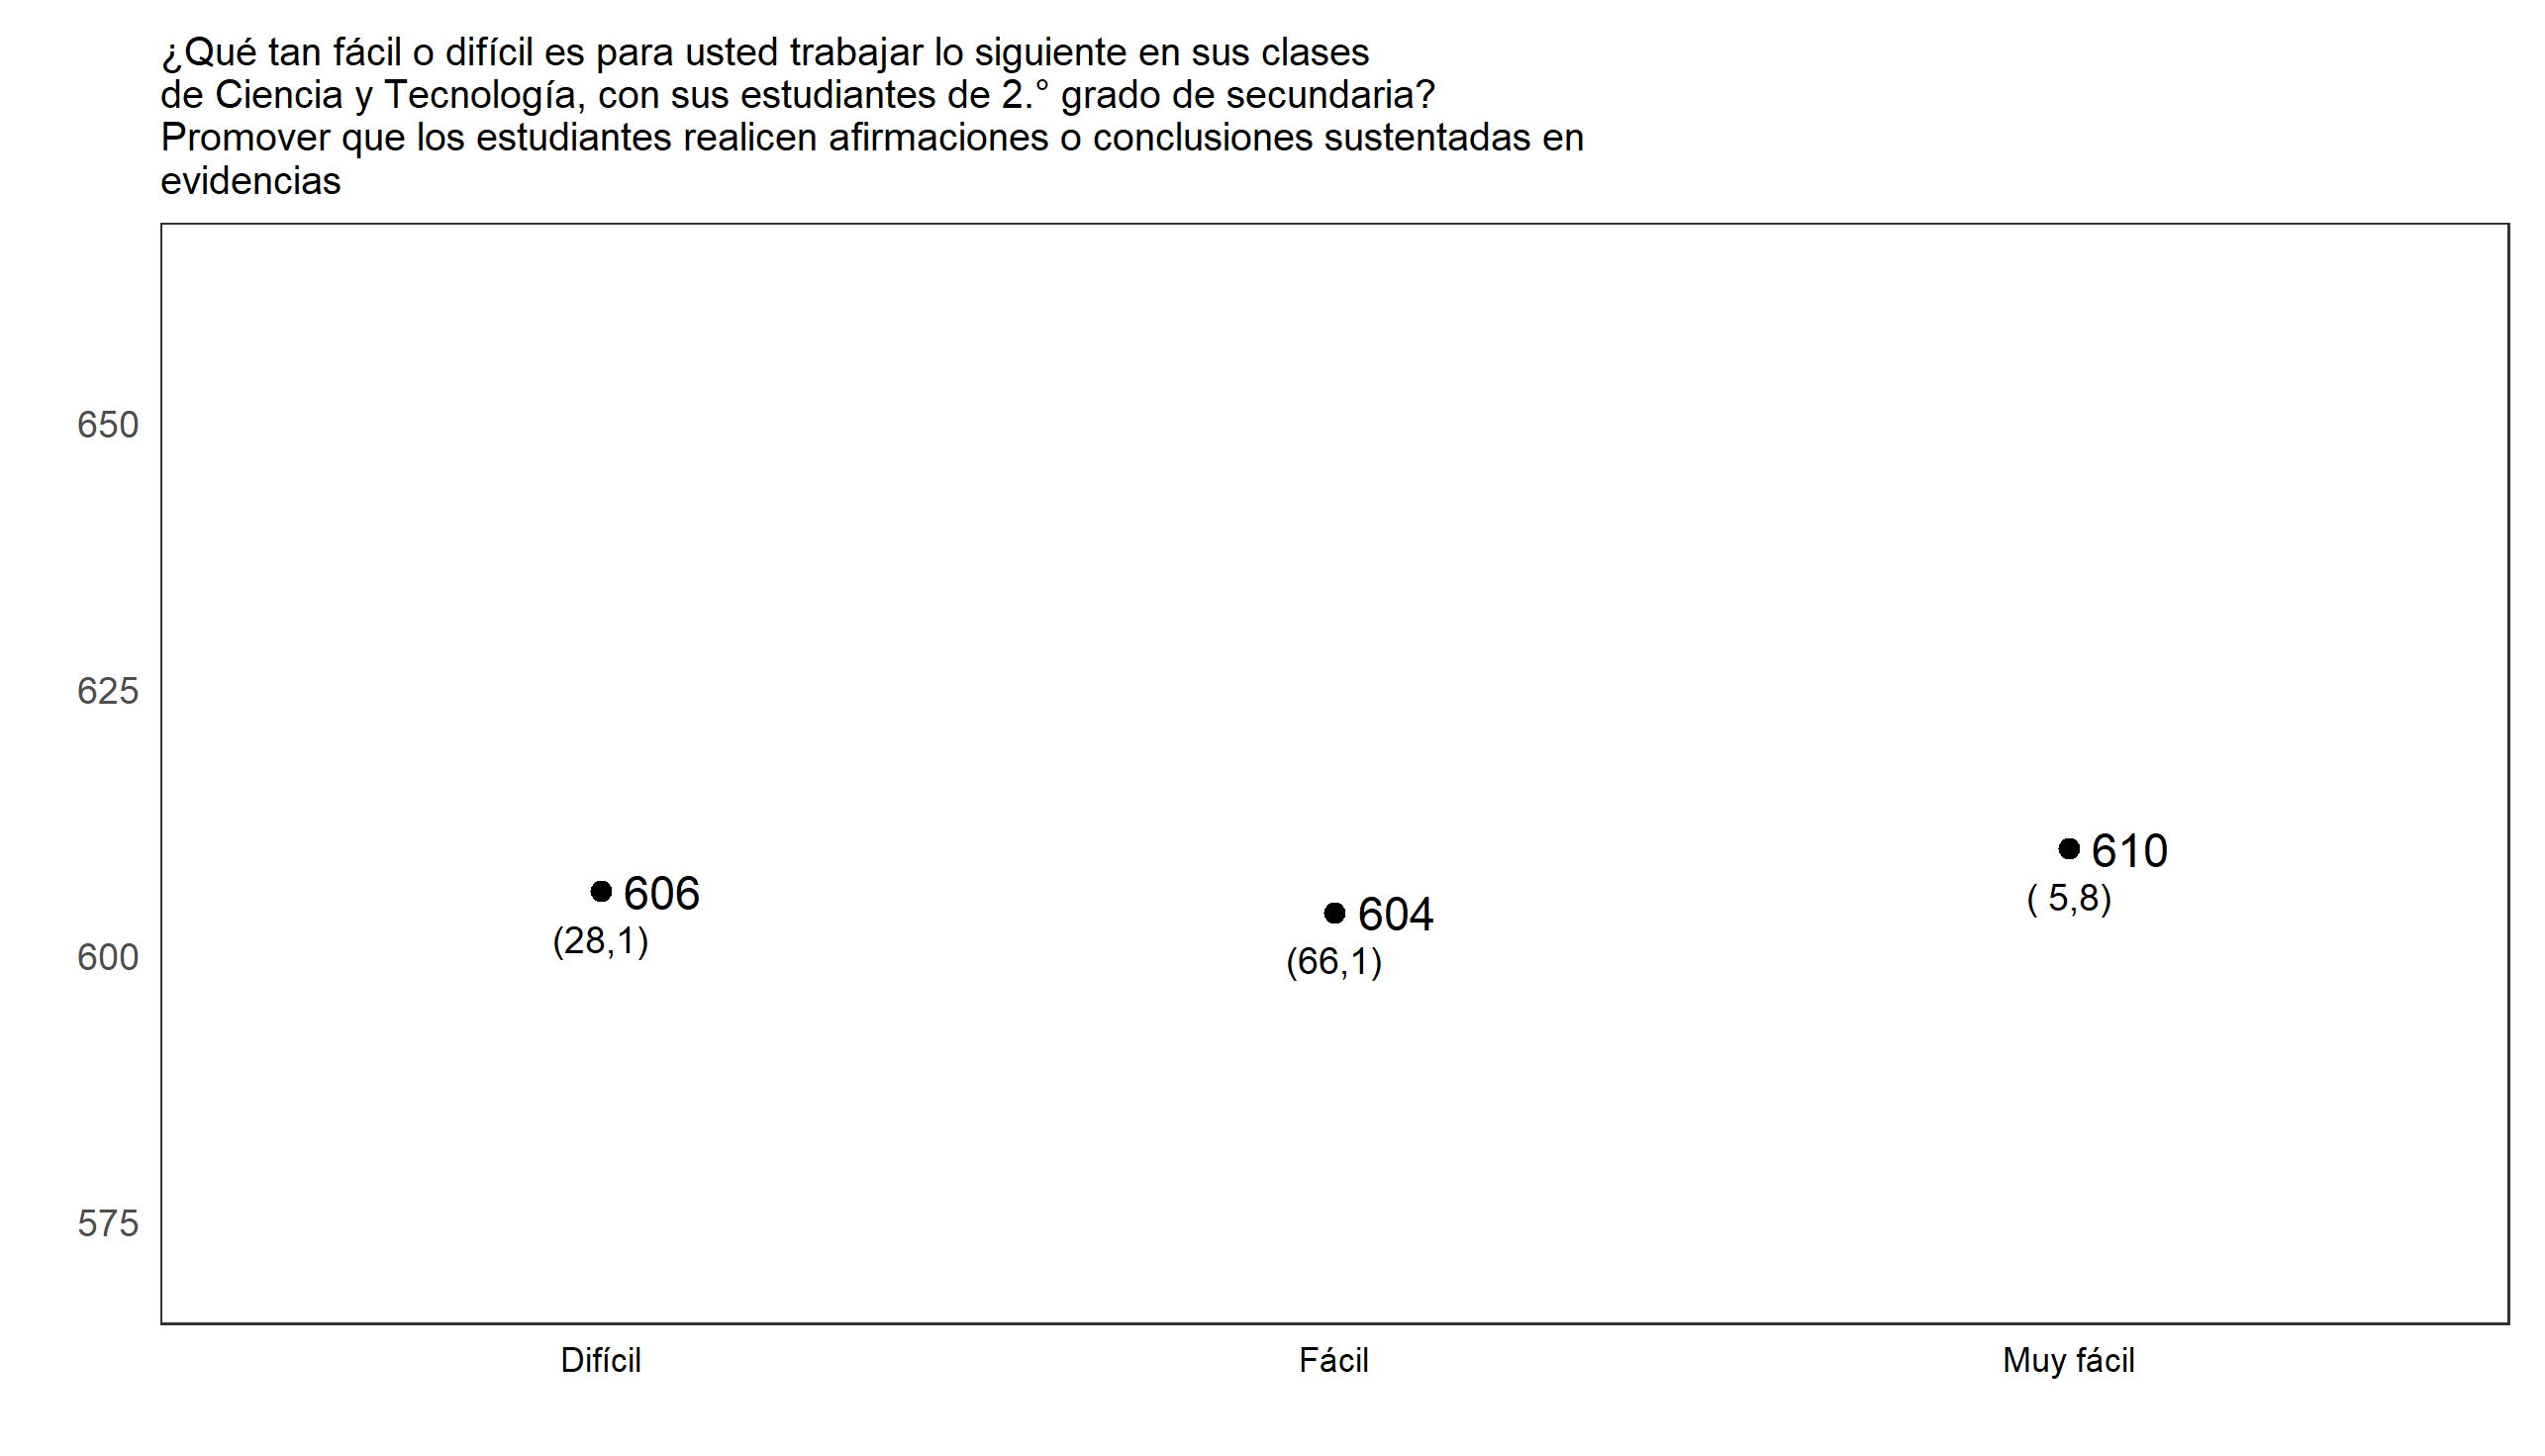 ¿Qué tan fácil o difícil es para usted trabajar lo siguiente en sus clases
de Ciencia y Tecnología, con sus estudiantes de 2.° grado de secundaria?
Promover que los estudiantes realicen afirmaciones o conclusiones sustentadas en
evidencias
650
625
600
575
606
(28,1)
604
(66,1)
610
( 5,8)
Difícil
Fácil
Muy fácil